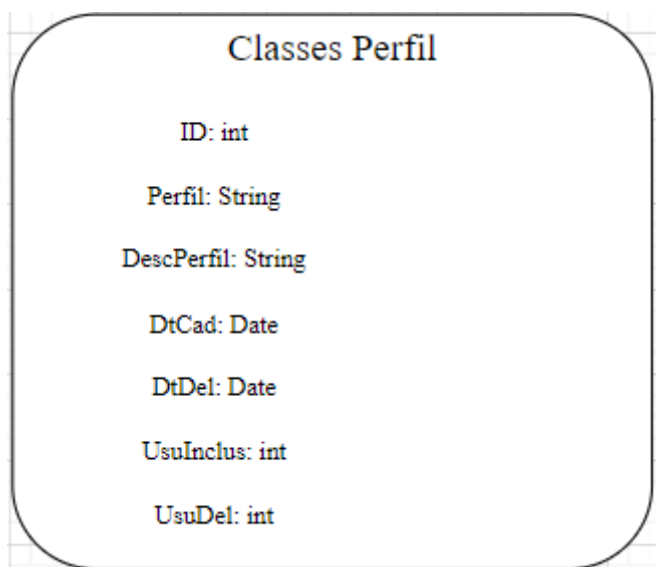 Classes Perfil
ID: int
Perfil: String
DescPerfil: String
DtCad: Date
DtDel: Date
UsuInclus: int
UsuDel: int